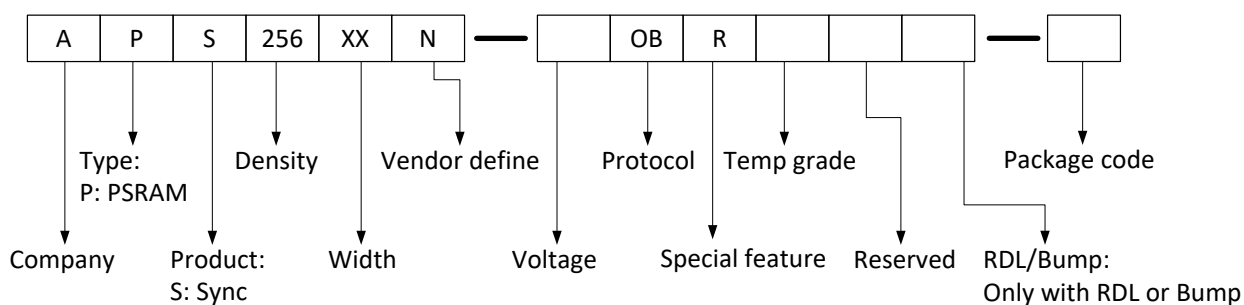 A P S 256 XX N OB R
Type: Density Vendor define Protocol Temp grade Package code
P: PSRAM
Company Product: Width Voltage Special feature Reserved RDL/Bump:
S: Sync Only with RDL or Bump